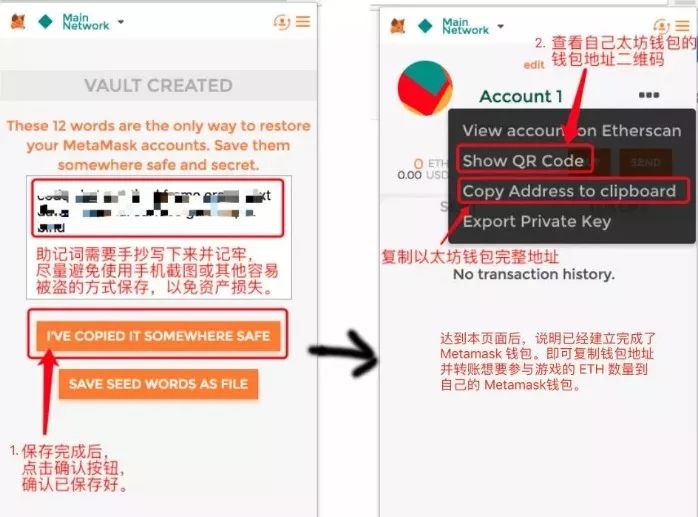 Main
Network
VAULT CREATED
These 12 words are the only way to restore
your MetaMask accounts. Save them
somewhere safe and secret.
助记词需要手抄写下来并记牢，
尽量避免使用手机截图或其他容易
被盗的方式保存，以免资产损失。
I'VE COPIED IT SOMEWHERE SAFE
SAVE SEED WORDS AS FILE
1. 保存完成后，
点击确认按钮，
确认已保存好。
Main
Network
2. 查看自己太坊钱包的
钱包地址二维码
edit
Account 1
View account on Etherscan
0 ETH
0.00 USD
Show QR Code
SEND
Copy Address to clipboard
Export Private Key
复制以太坊钱包完整地址
No transaction history.
达到本页面后，说明已经建立完成了
Metamask 钱包。即可复制钱包地址
并转账想要参与游戏的 ETH 数量到
自己的 Metamask钱包。